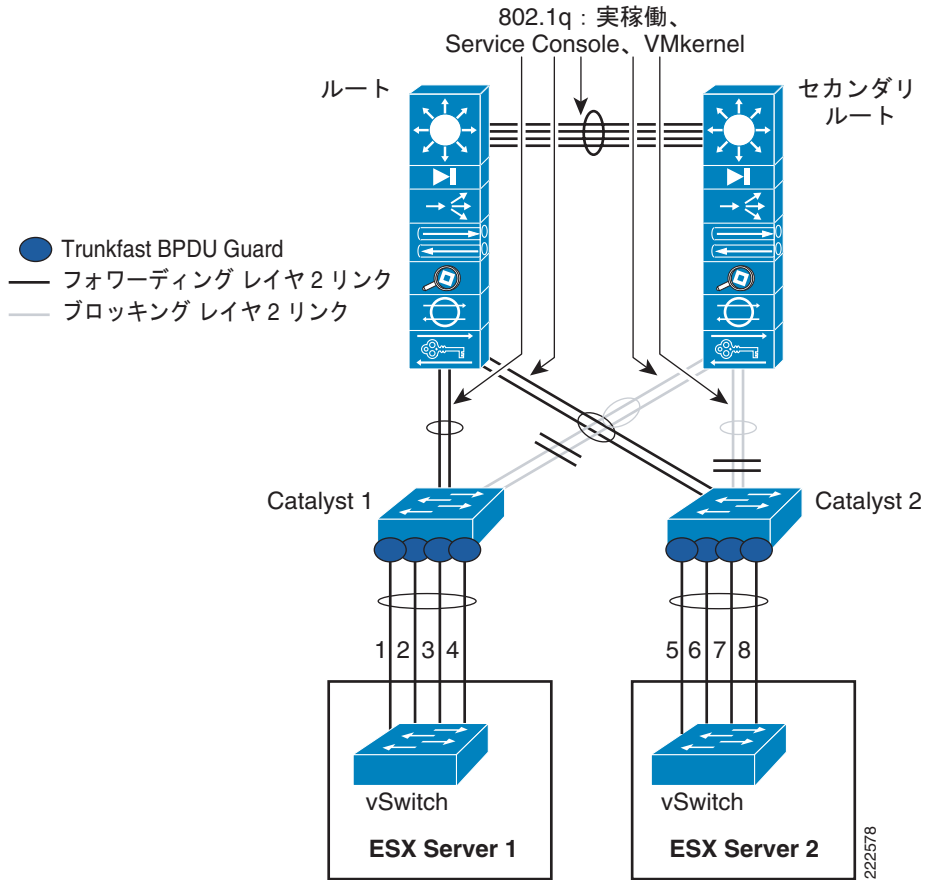 802.1q：実稼働、
Service Console、VMkernel
ルート
セカンダリ
ルート
Trunkfast BPDU Guard
フォワーディング レイヤ 2 リンク
ブロッキング レイヤ 2 リンク
Catalyst 1
Catalyst 2
1 2 3 4
5 6 7 8
vSwitch
vSwitch
ESX Server 1
ESX Server 2
222578